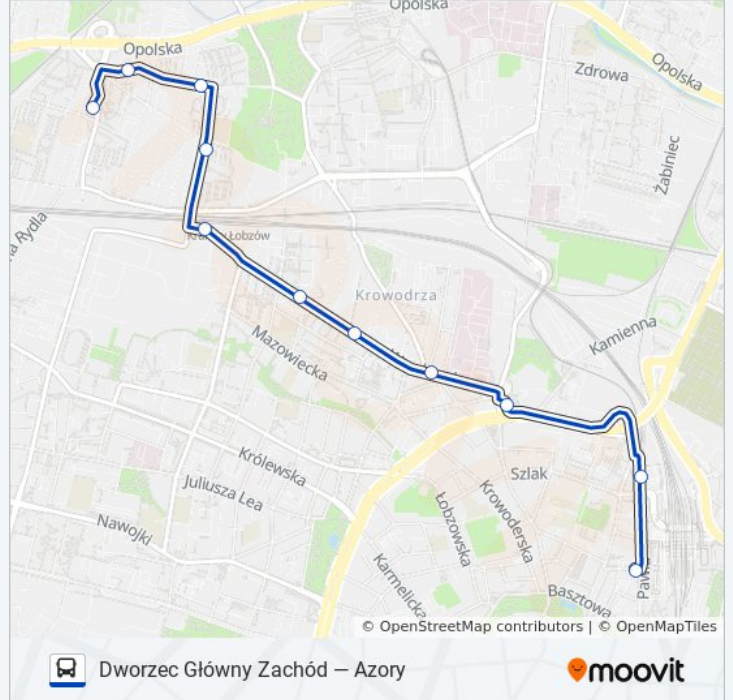 Opolska
Opolska
Opolska
Zdrowa
Żabiniec
Rydla
Łobzów
Krowodrza
Kamienna
Mazowiecka
Królewska
Juliusza Lea
Szlak
Nawojki
Łobzowska
Krowoderska
Karmelicka
Basztowa
© OpenStreetMap contributors | © OpenMapTiles
Dworzec Główny Zachód — Azory
moovit